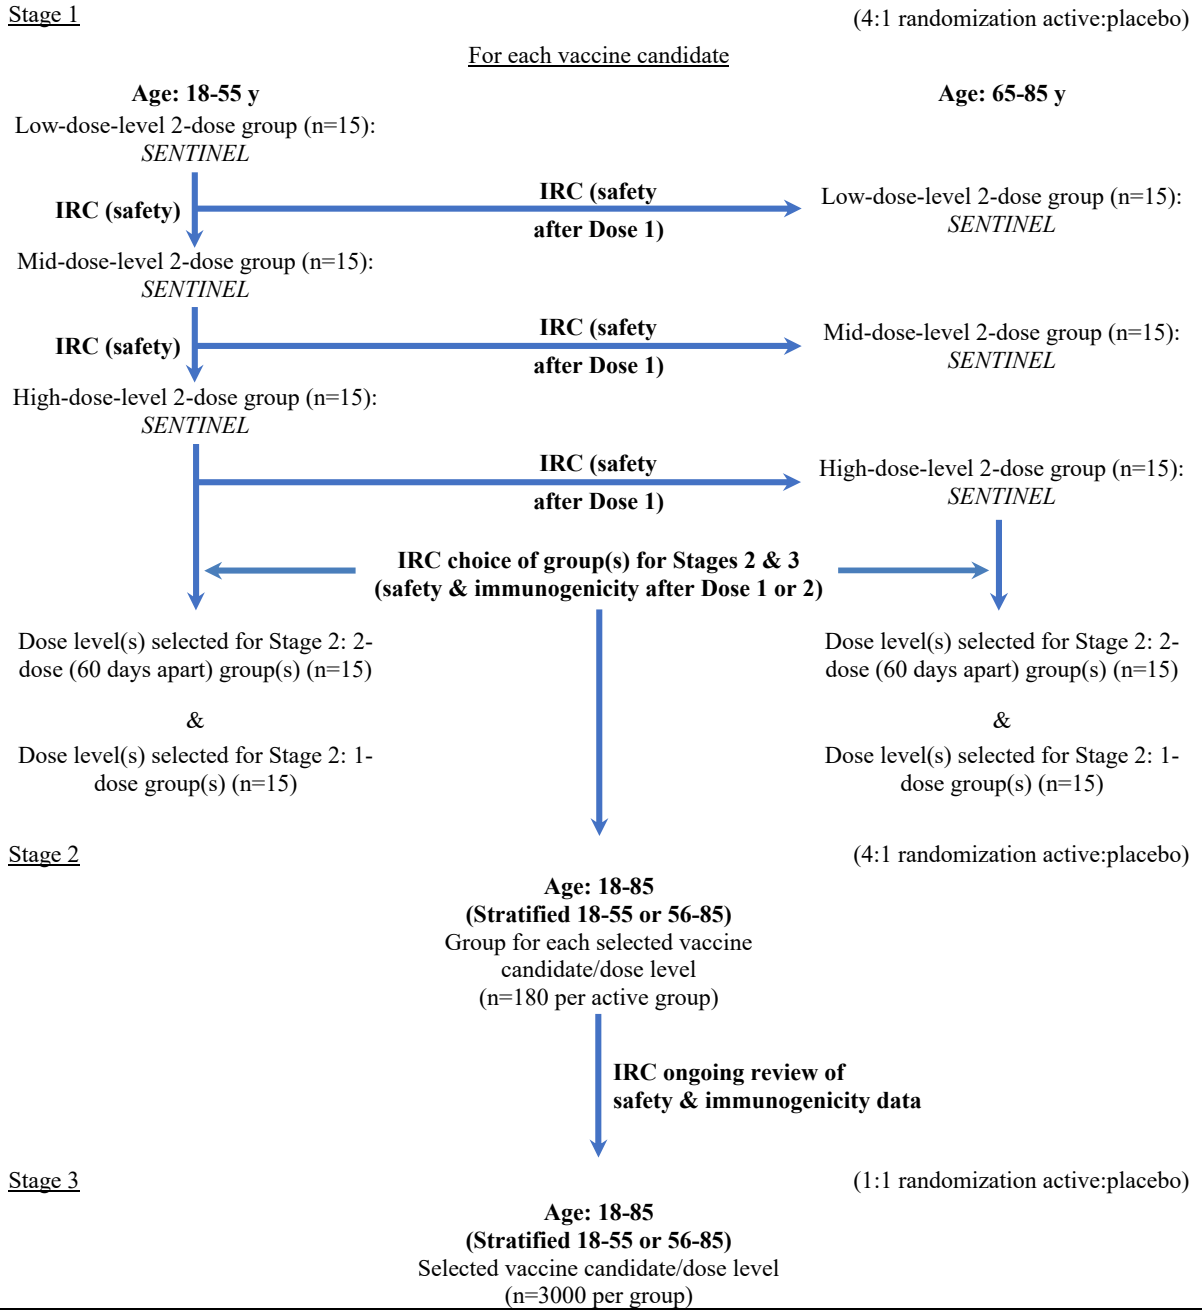 Stage 1
(4:1 randomization active:placebo)
For each vaccine candidate
Age: 18-55 y
Age: 65-85 y
Low-dose-level 2-dose group (n=15):
SENTINEL
IRC (safety)
IRC (safety
after Dose 1)
Low-dose-level 2-dose group (n=15):
SENTINEL
Mid-dose-level 2-dose group (n=15):
SENTINEL
IRC (safety)
IRC (safety
after Dose 1)
Mid-dose-level 2-dose group (n=15):
SENTINEL
High-dose-level 2-dose group (n=15):
SENTINEL
IRC (safety
after Dose 1)
High-dose-level 2-dose group (n=15):
SENTINEL
IRC choice of group(s) for Stages 2 & 3
(safety & immunogenicity after Dose 1 or 2)
Dose level(s) selected for Stage 2: 2-
dose (60 days apart) group(s) (n=15)
&
Dose level(s) selected for Stage 2: 1-
dose group(s) (n=15)
Dose level(s) selected for Stage 2: 2-
dose (60 days apart) group(s) (n=15)
&
Dose level(s) selected for Stage 2: 1-
dose group(s) (n=15)
Stage 2
(4:1 randomization active:placebo)
Age: 18-85
(Stratified 18-55 or 56-85)
Group for each selected vaccine
candidate/dose level
(n=180 per active group)
IRC ongoing review of
safety & immunogenicity data
Stage 3
(1:1 randomization active:placebo)
Age: 18-85
(Stratified 18-55 or 56-85)
Selected vaccine candidate/dose level
(n=3000 per group)